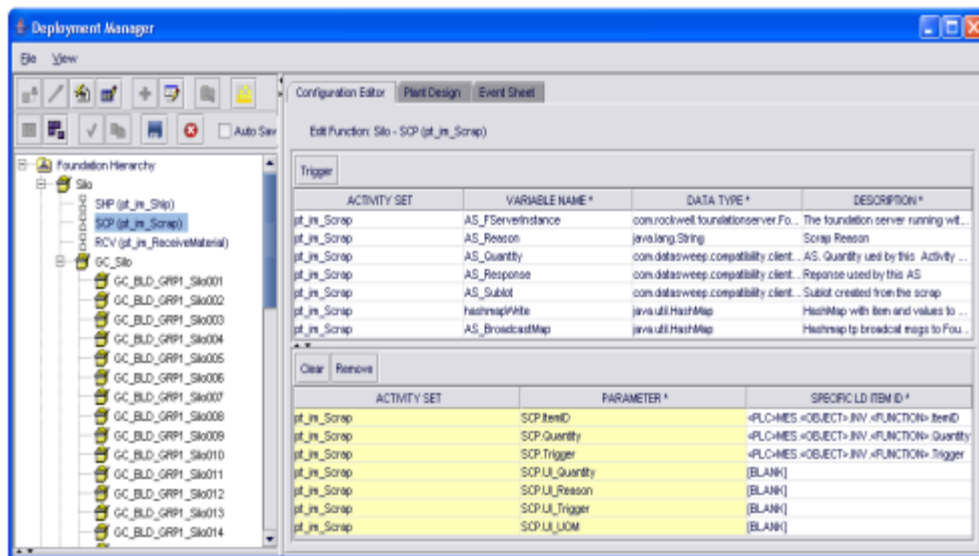 Deployment Manager
File View
Auto Sav
Configuration Editor Plant Design Event Sheet
Edit Function: Silo - SCP (pt_im_Scrap)
Foundation Hierarchy
Silo
SHP (pt_im_Ship)
SCP (pt_im_Scrap)
RCV (pt_im_ReceiveMaterial)
GC_Silo
GC_BLD_GRP1_Silo001
GC_BLD_GRP1_Silo002
GC_BLD_GRP1_Silo003
GC_BLD_GRP1_Silo004
GC_BLD_GRP1_Silo005
GC_BLD_GRP1_Silo006
GC_BLD_GRP1_Silo007
GC_BLD_GRP1_Silo008
GC_BLD_GRP1_Silo009
GC_BLD_GRP1_Silo010
GC_BLD_GRP1_Silo011
GC_BLD_GRP1_Silo012
GC_BLD_GRP1_Silo013
GC_BLD_GRP1_Silo014
Trigger
ACTIVITY SET VARIABLE NAME * DATA TYPE * DESCRIPTION *
pt_im_Scrap AS_FServerInstance com.rockwell.foundationserver.Fo... The foundation server running wit...
pt_im_Scrap AS_Reason java.lang.String Scrap Reason
pt_im_Scrap AS_Quantity com.datasweep.compatibility.client... AS. Quantity ued by this Activity ...
pt_im_Scrap AS_Response com.datasweep.compatibility.client... Reponse used by this AS
pt_im_Scrap AS_Sublot com.datasweep.compatibility.client... Sublot created from the scrap
pt_im_Scrap hashmapWrite java.util.HashMap HashMap with item and values to ...
pt_im_Scrap AS_BroadcastMap java.util.HashMap Hashmap tp broadcat msgs to Fou...
Clear Remove
ACTIVITY SET PARAMETER * SPECIFIC LD ITEM ID *
pt_im_Scrap SCP.ItemID <PLC>MES.<OBJECT>.INV.<FUNCTION>.ItemID
pt_im_Scrap SCP.Quantity <PLC>MES.<OBJECT>.INV.<FUNCTION>.Quantity
pt_im_Scrap SCP.Trigger <PLC>MES.<OBJECT>.INV.<FUNCTION>.Trigger
pt_im_Scrap SCP.UI_Quantity [BLANK]
pt_im_Scrap SCP.UI_Reason [BLANK]
pt_im_Scrap SCP.UI_Trigger [BLANK]
pt_im_Scrap SCP.UI_UOM [BLANK]